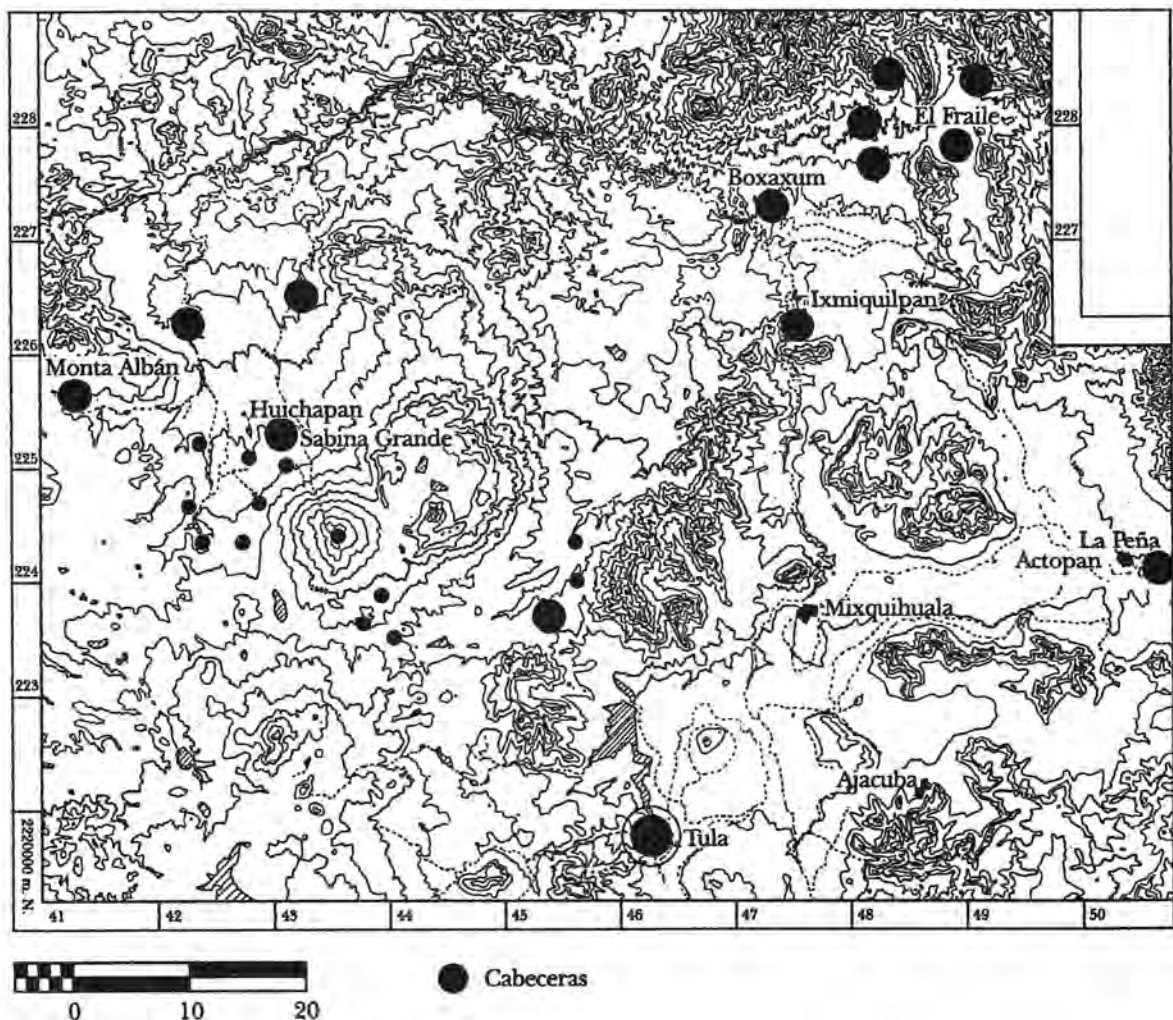 228
228
El Fraile
Boxaxum
227
227
Ixmiquilpan
226
Monta Albán
Huichapan
Sabina Grande
225
La Peña
Actopan
224
Mixquihuala
223
Ajacuba
Tula
2220000 m. N.
41 42 43 44 45 46 47 48 49 50
Cabeceras
0 10 20